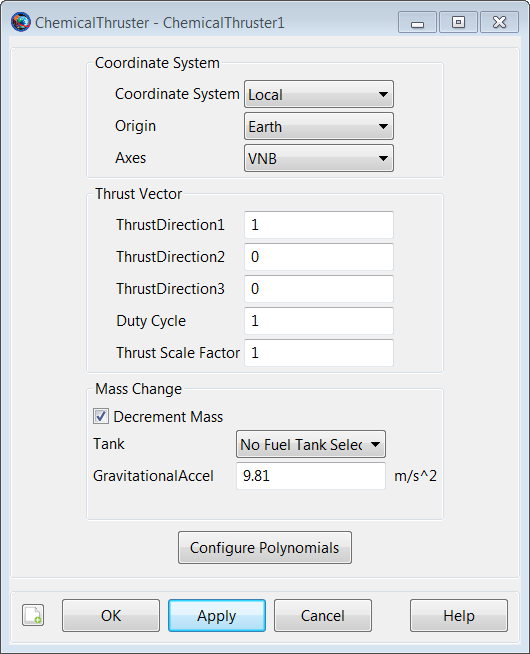 ChemicalThruster - ChemicalThruster1
Coordinate System
Coordinate System Local
Origin Earth
Axes VNB
Thrust Vector
ThrustDirection1 1
ThrustDirection2 0
ThrustDirection3 0
Duty Cycle 1
Thrust Scale Factor 1
Mass Change
Decrement Mass
Tank No Fuel Tank Selec
GravitationalAccel 9.81 m/s^2
Configure Polynomials
OK Apply Cancel Help